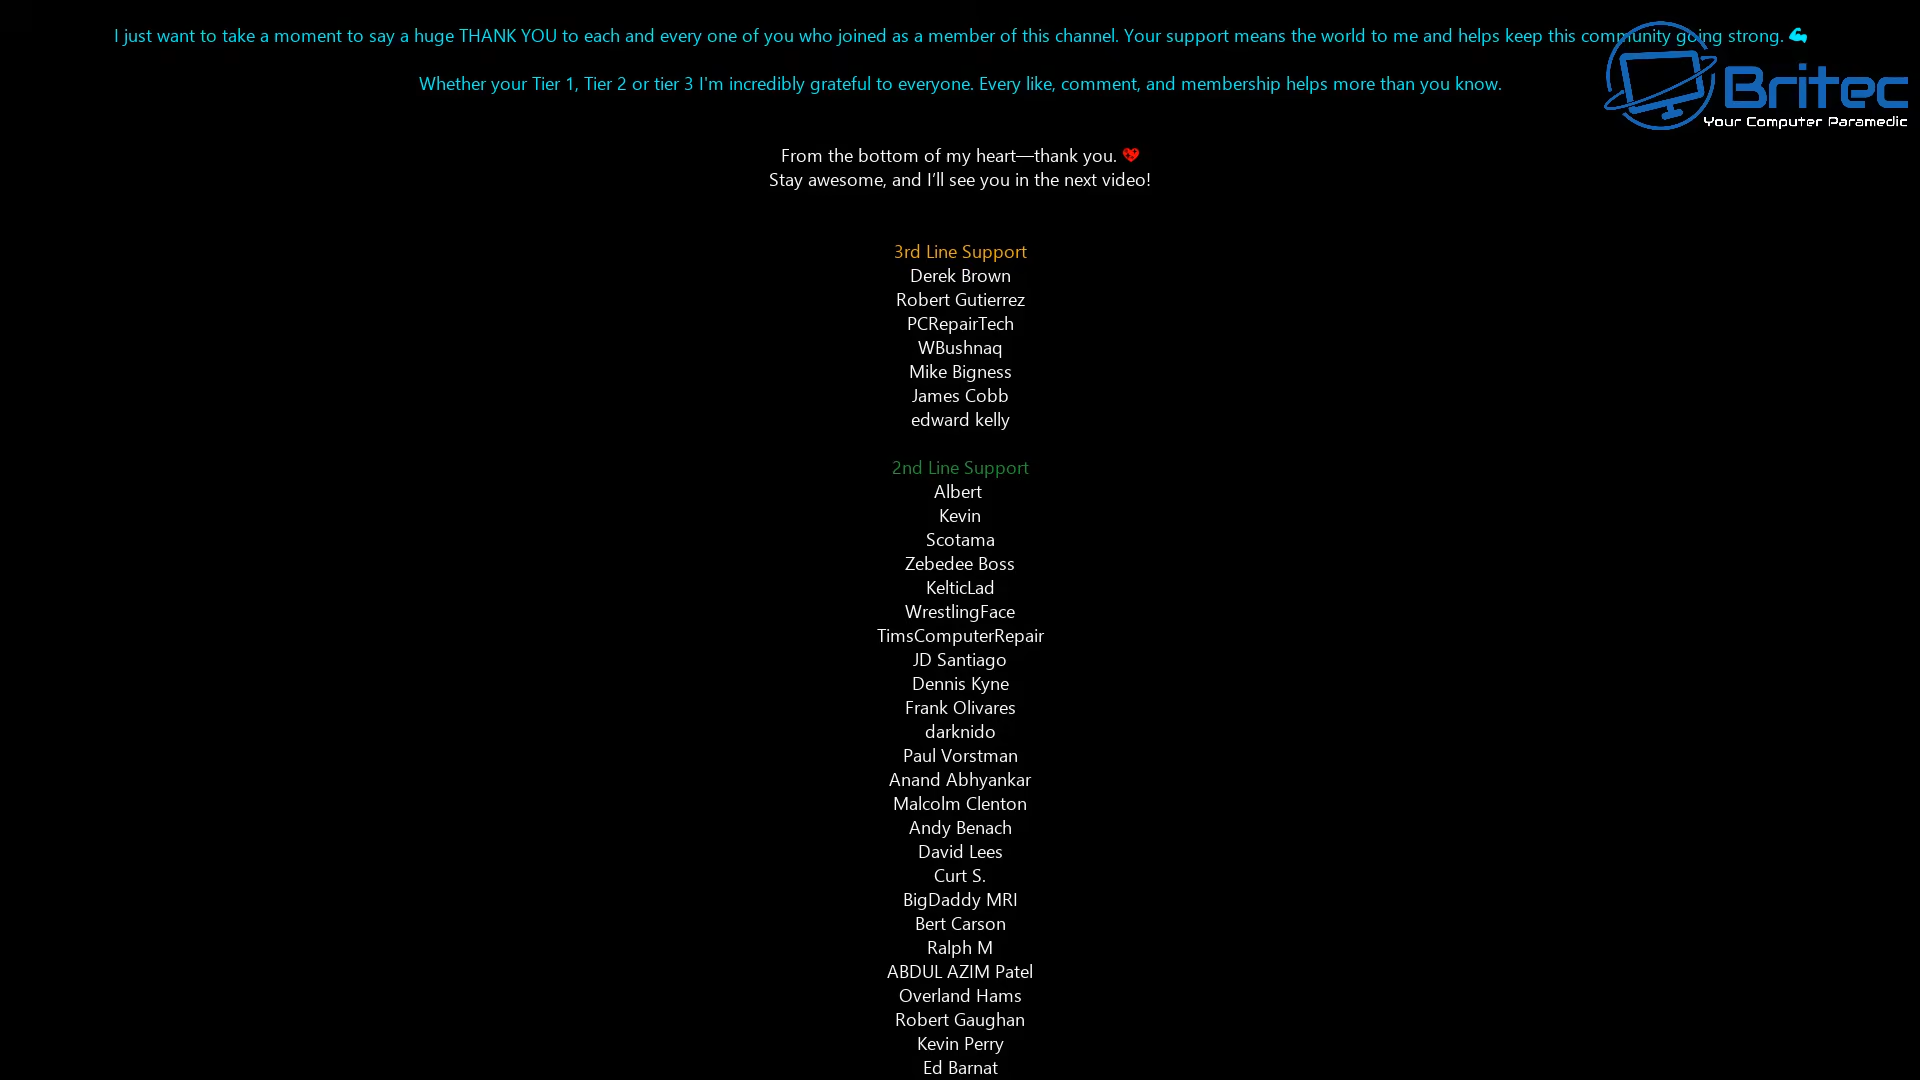 I just want to take a moment to say a huge THANK YOU to each and every one of you who joined as a member of this channel. Your support means the world to me and helps keep this community going strong. 💪
Whether your Tier 1, Tier 2 or tier 3 I'm incredibly grateful to everyone. Every like, comment, and membership helps more than you know.
Britec
Your Computer Paramedic
From the bottom of my heart—thank you. ❤️
Stay awesome, and I’ll see you in the next video!
3rd Line Support
Derek Brown
Robert Gutierrez
PCRepairTech
WBushnaq
Mike Bigness
James Cobb
edward kelly
2nd Line Support
Albert
Kevin
Scotama
Zebedee Boss
KelticLad
WrestlingFace
TimsComputerRepair
JD Santiago
Dennis Kyne
Frank Olivares
darknido
Paul Vorstman
Anand Abhyankar
Malcolm Clenton
Andy Benach
David Lees
Curt S.
BigDaddy MRI
Bert Carson
Ralph M
ABDUL AZIM Patel
Overland Hams
Robert Gaughan
Kevin Perry
Ed Barnat